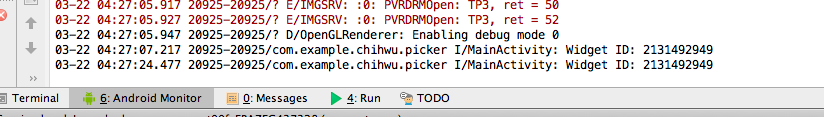 03-22 04:27:05.917 20925-20925/? E/IMGSRV: :0: PVRDRMOpen: TP3, ret = 50
03-22 04:27:05.927 20925-20925/? E/IMGSRV: :0: PVRDRMOpen: TP3, ret = 52
03-22 04:27:05.947 20925-20925/? D/OpenGLRenderer: Enabling debug mode 0
03-22 04:27:07.217 20925-20925/com.example.chihwu.picker I/MainActivity: Widget ID: 2131492949
03-22 04:27:24.477 20925-20925/com.example.chihwu.picker I/MainActivity: Widget ID: 2131492949
>>
Terminal 6: Android Monitor 0: Messages 4: Run TODO